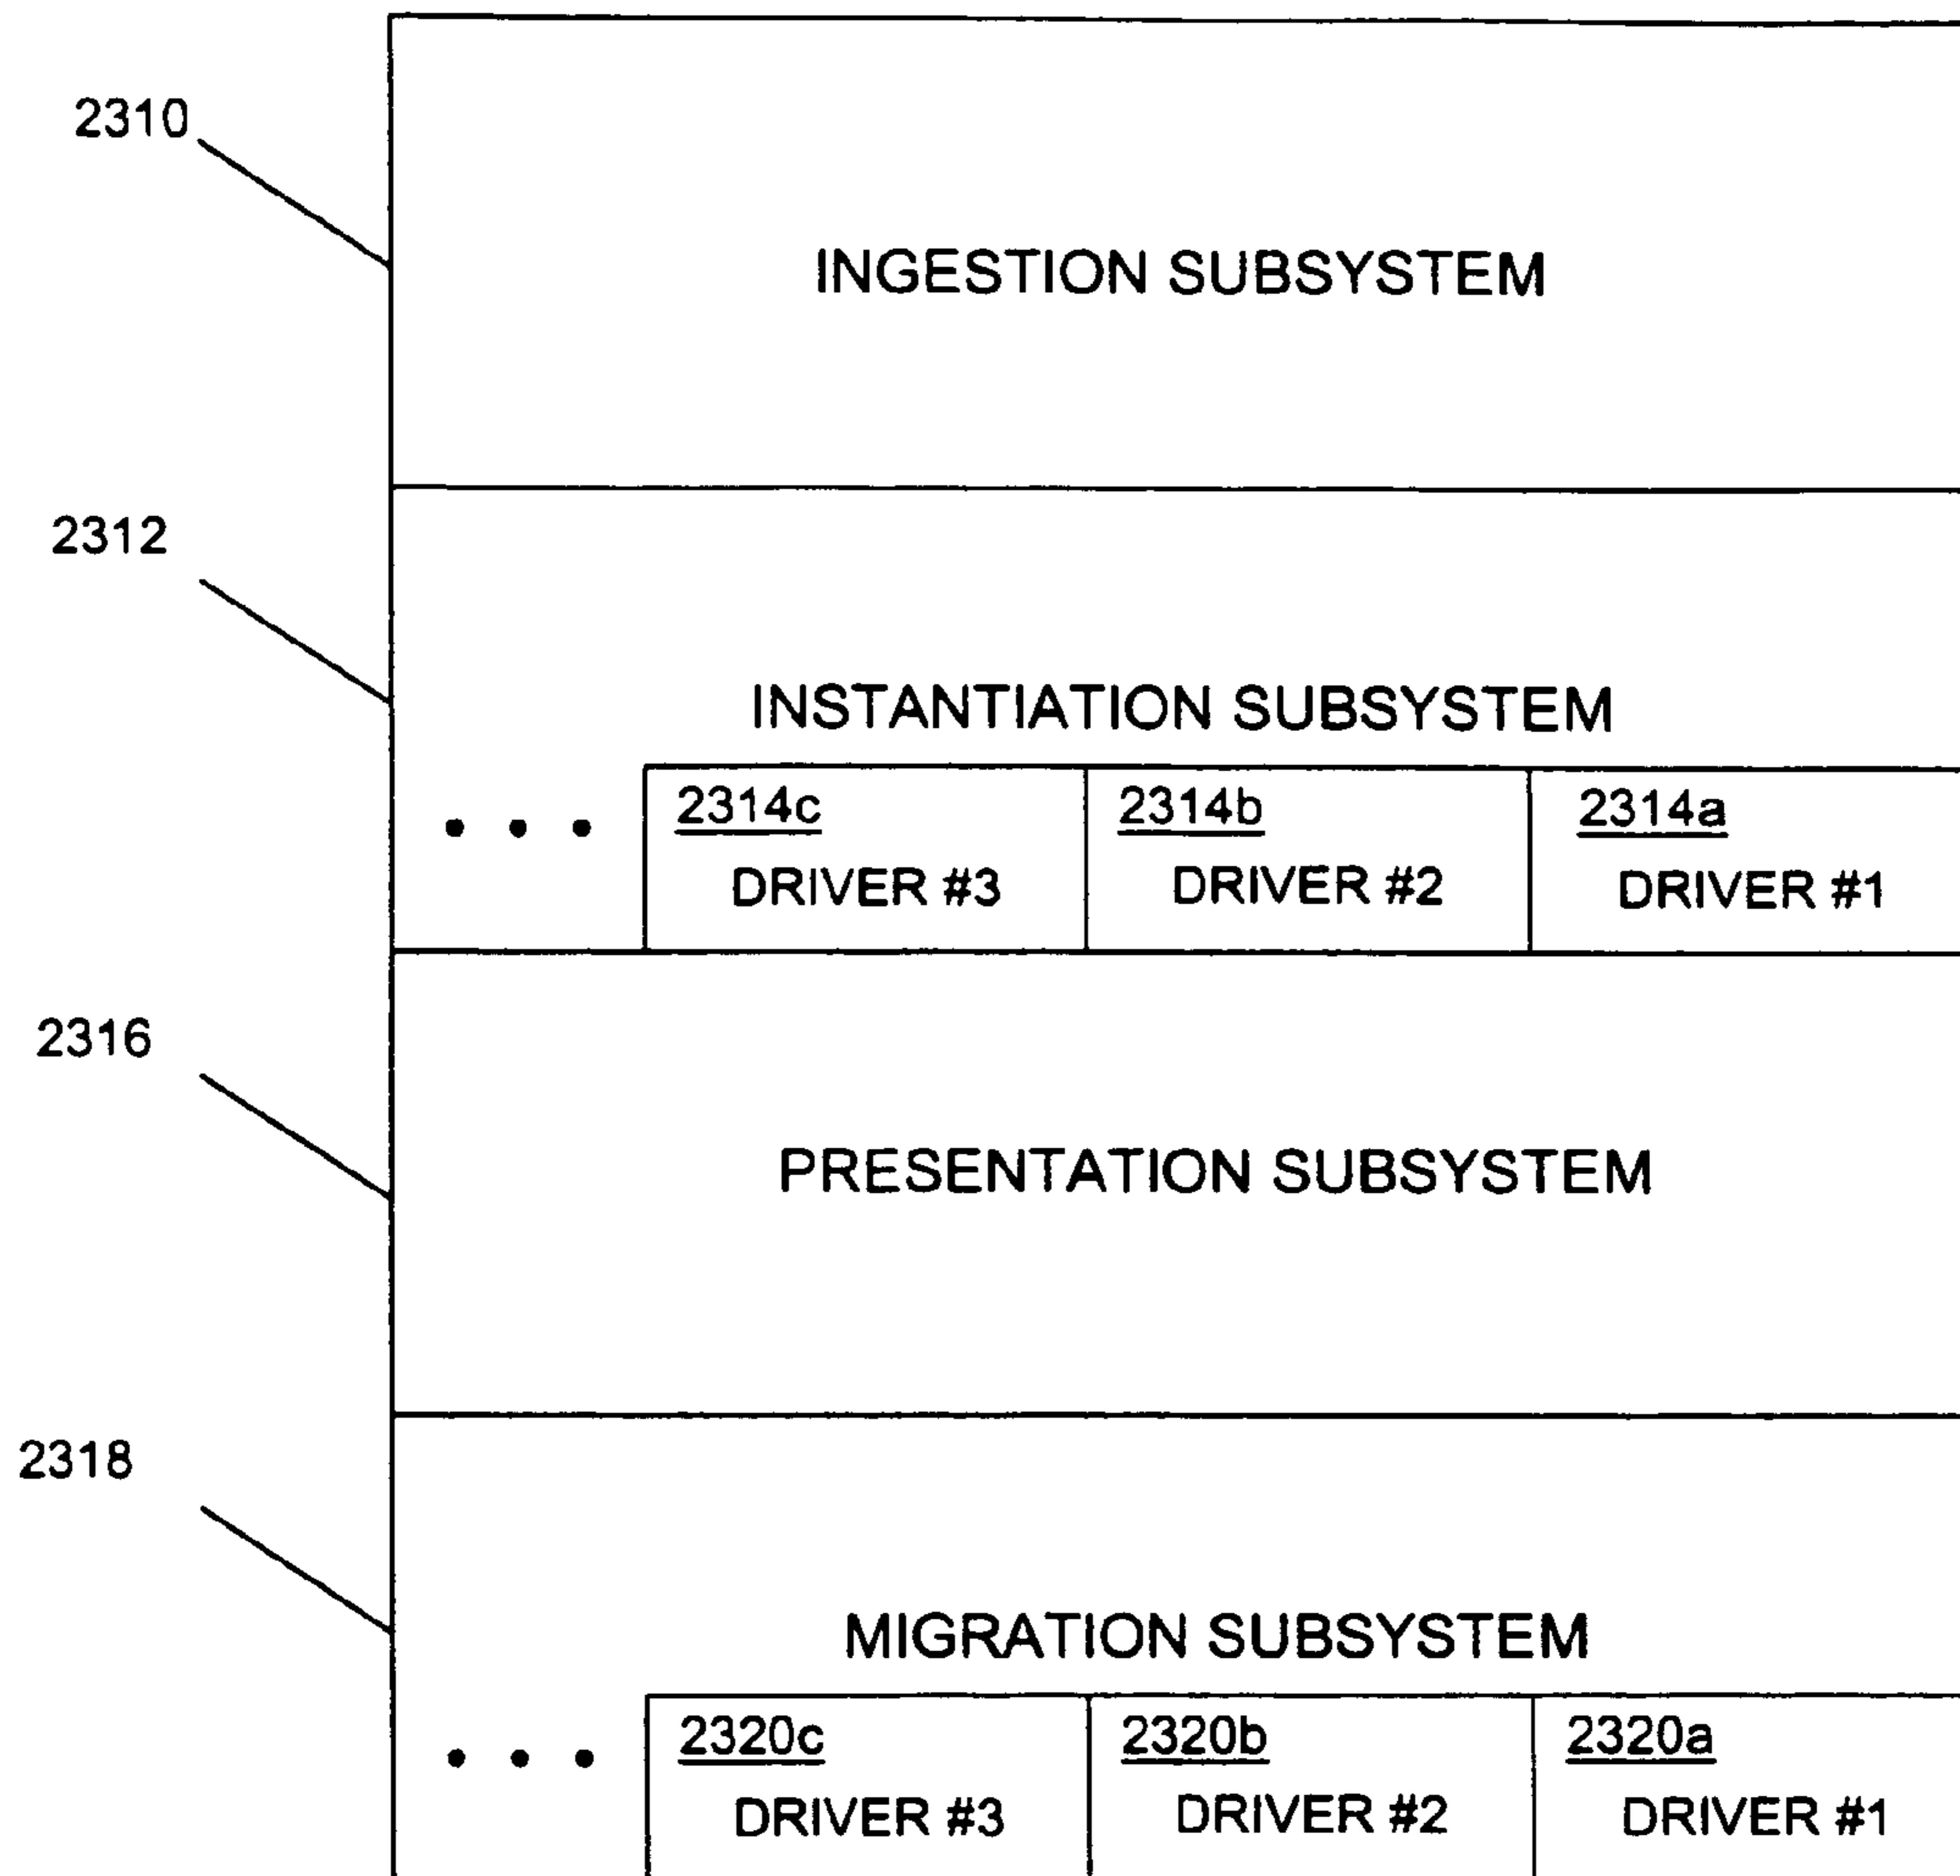 2310
INGESTION SUBSYSTEM
2312
INSTANTIATION SUBSYSTEM
2314c
2314b
2314a
• • •
DRIVER #3
DRIVER #2
DRIVER #1
2316
PRESENTATION SUBSYSTEM
2318
MIGRATION SUBSYSTEM
2320c
2320b
2320a
• • •
DRIVER #3
DRIVER #2
DRIVER #1